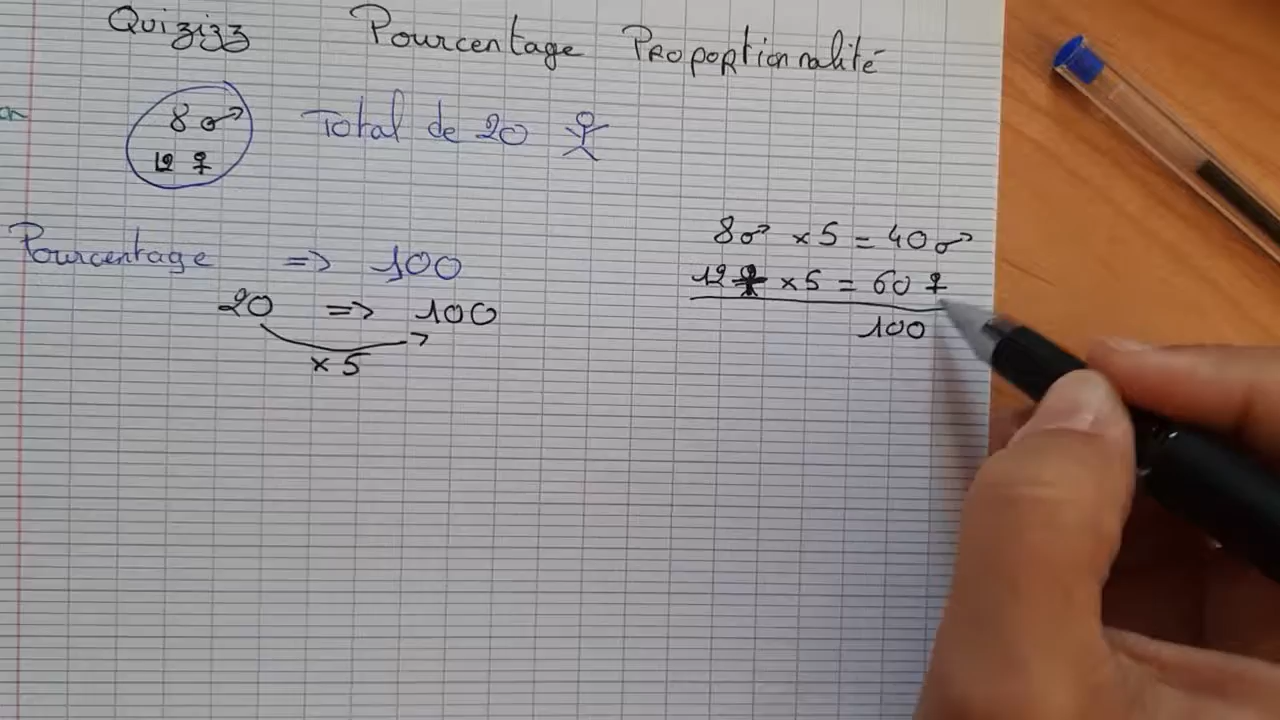 Quizizz Pourcentage Proportionnalité
8 ♂
12 ♀
Total de 20
Pourcentage => 100
20 => 100
x 5
8 ♂ x 5 = 40 ♂
12 ♀ x 5 = 60 ♀
100